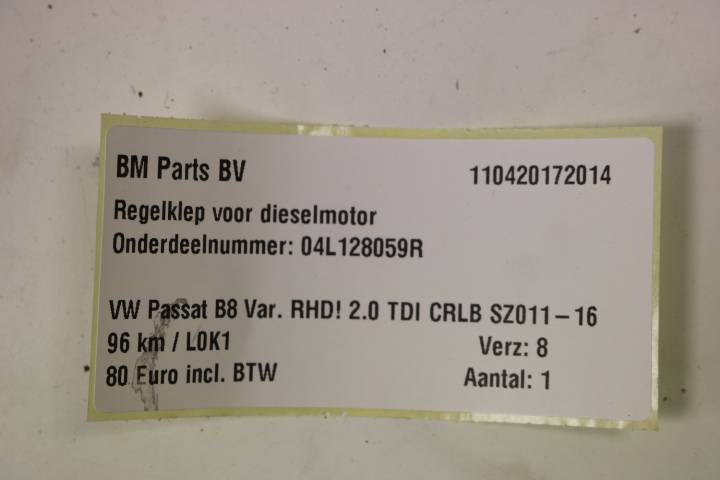 BM Parts BV 110420172014
Regelklep voor dieselmotor
Onderdeelnummer: 04L128059R
VW Passat B8 Var. RHD! 2.0 TDI CRLB SZ011-16
96 km / L0K1 Verz: 8
80 Euro incl. BTW Aantal: 1